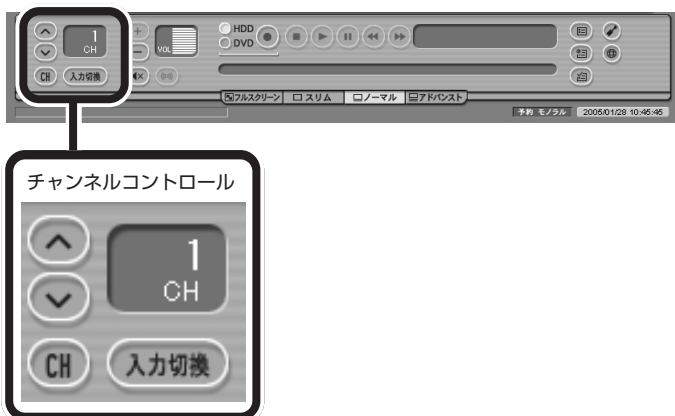 1
CH
CH 入力切換
VOL
HDD
DVD
フルスクリーン スリム ノーマル アドバンスト
予約 モノラル 2005/01/28 10:45:45
チャンネルコントロール
1
CH
CH 入力切換